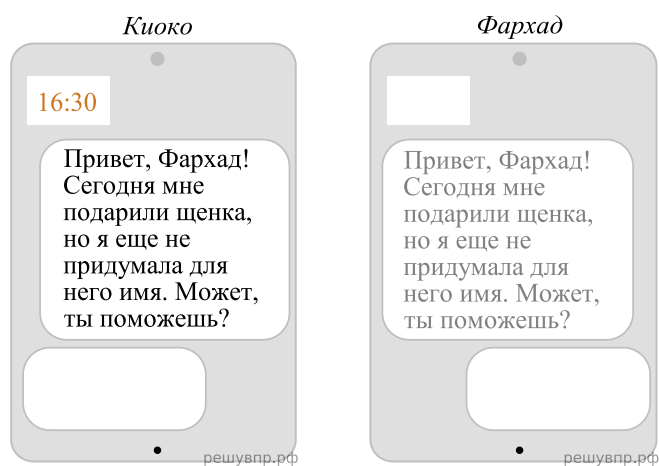 Киоко
16:30
Привет, Фархад!
Сегодня мне
подарили щенка,
но я еще не
придумала для
него имя. Может,
ты поможешь?
решувпр.рф
Фархад
Привет, Фархад!
Сегодня мне
подарили щенка,
но я еще не
придумала для
него имя. Может,
ты поможешь?
решувпр.рф